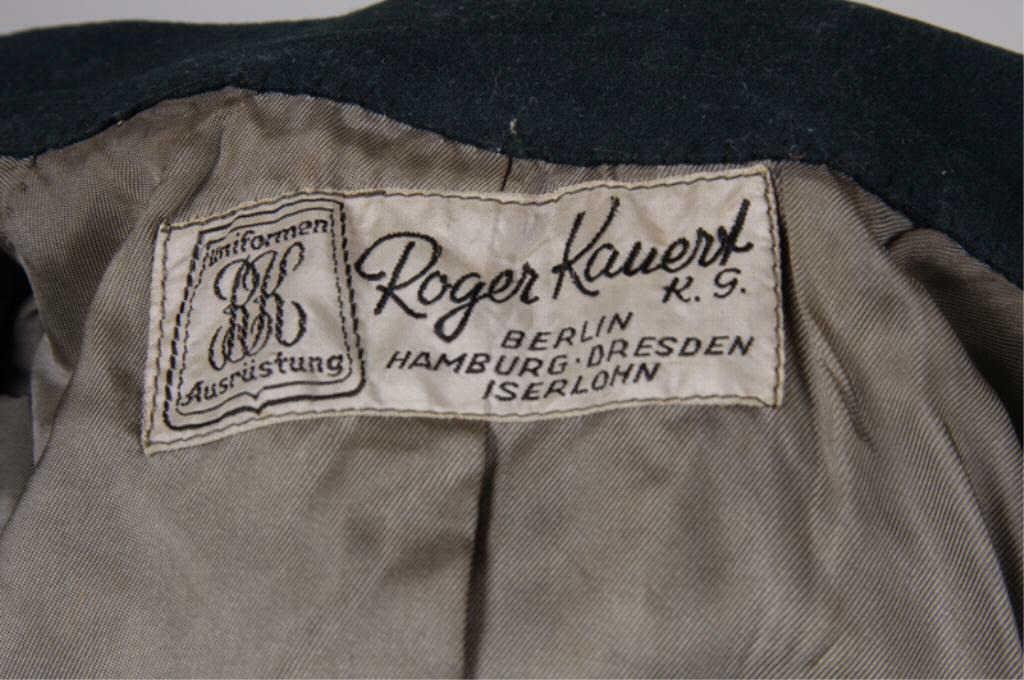 Uniformen
RK
Ausrüstung
Roger Kauert
K. G.
BERLIN
HAMBURG·DRESDEN
ISERLOHN